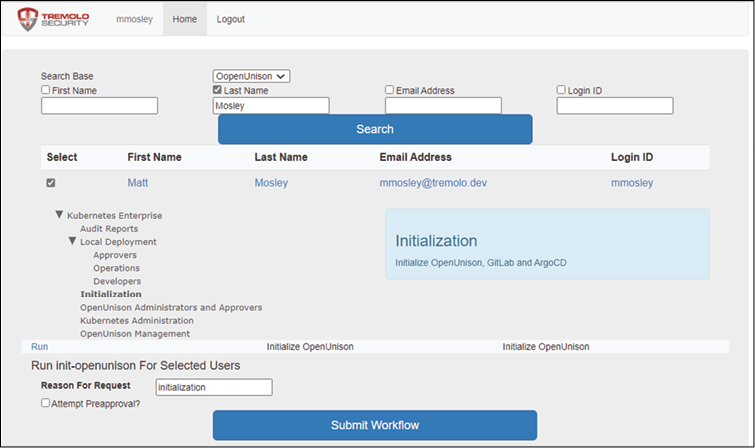 TREMOLO SECURITY mmosley Home Logout
Search Base OopenUnison
First Name Last Name Email Address Login ID
Mosley
Search
Select First Name Last Name Email Address Login ID
Matt Mosley mmosley@tremolo.dev mmosley
Kubernetes Enterprise
Audit Reports
Local Deployment
Approvers
Operations
Developers
Initialization
OpenUnison Administrators and Approvers
Kubernetes Administration
OpenUnison Management
Initialization
Initialize OpenUnison, GitLab and ArgoCD
Run Initialize OpenUnison Initialize OpenUnison
Run init-openunison For Selected Users
Reason For Request initialization
Attempt Preapproval?
Submit Workflow